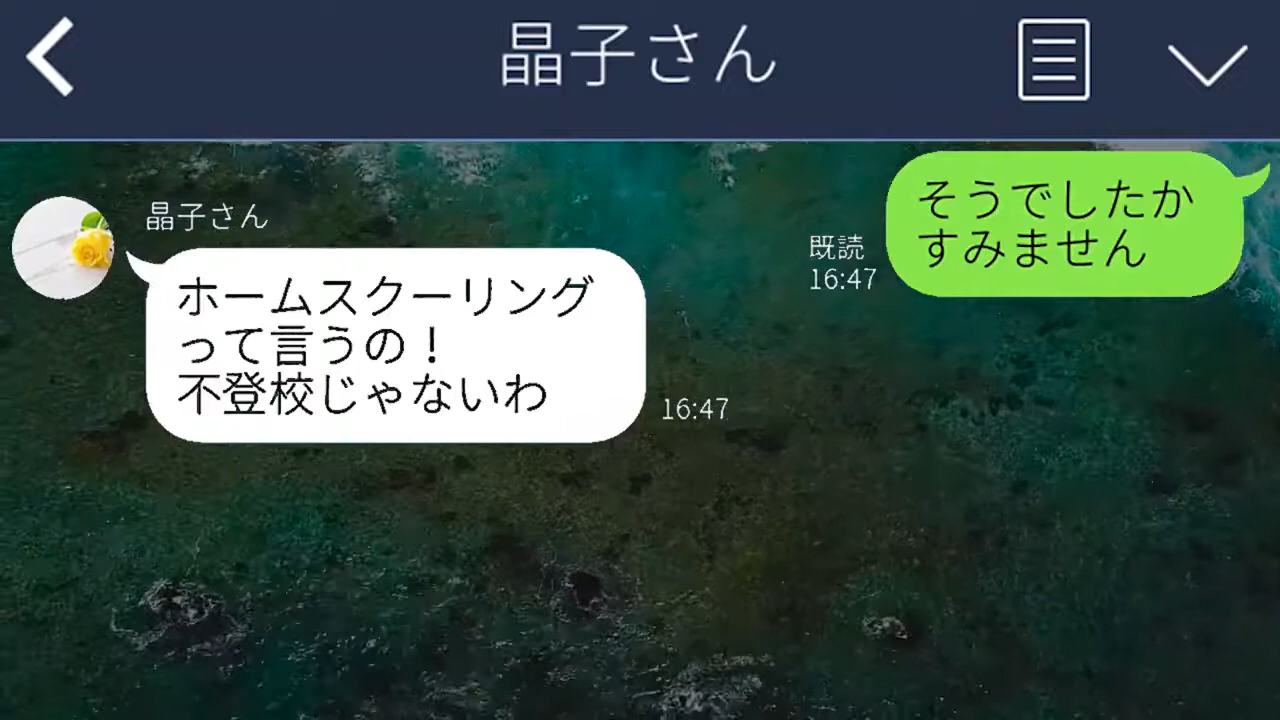 晶子さん
そうでしたか
すみません
既読
16:47
晶子さん
ホームスクーリング
って言うの！
不登校じゃないわ
16:47